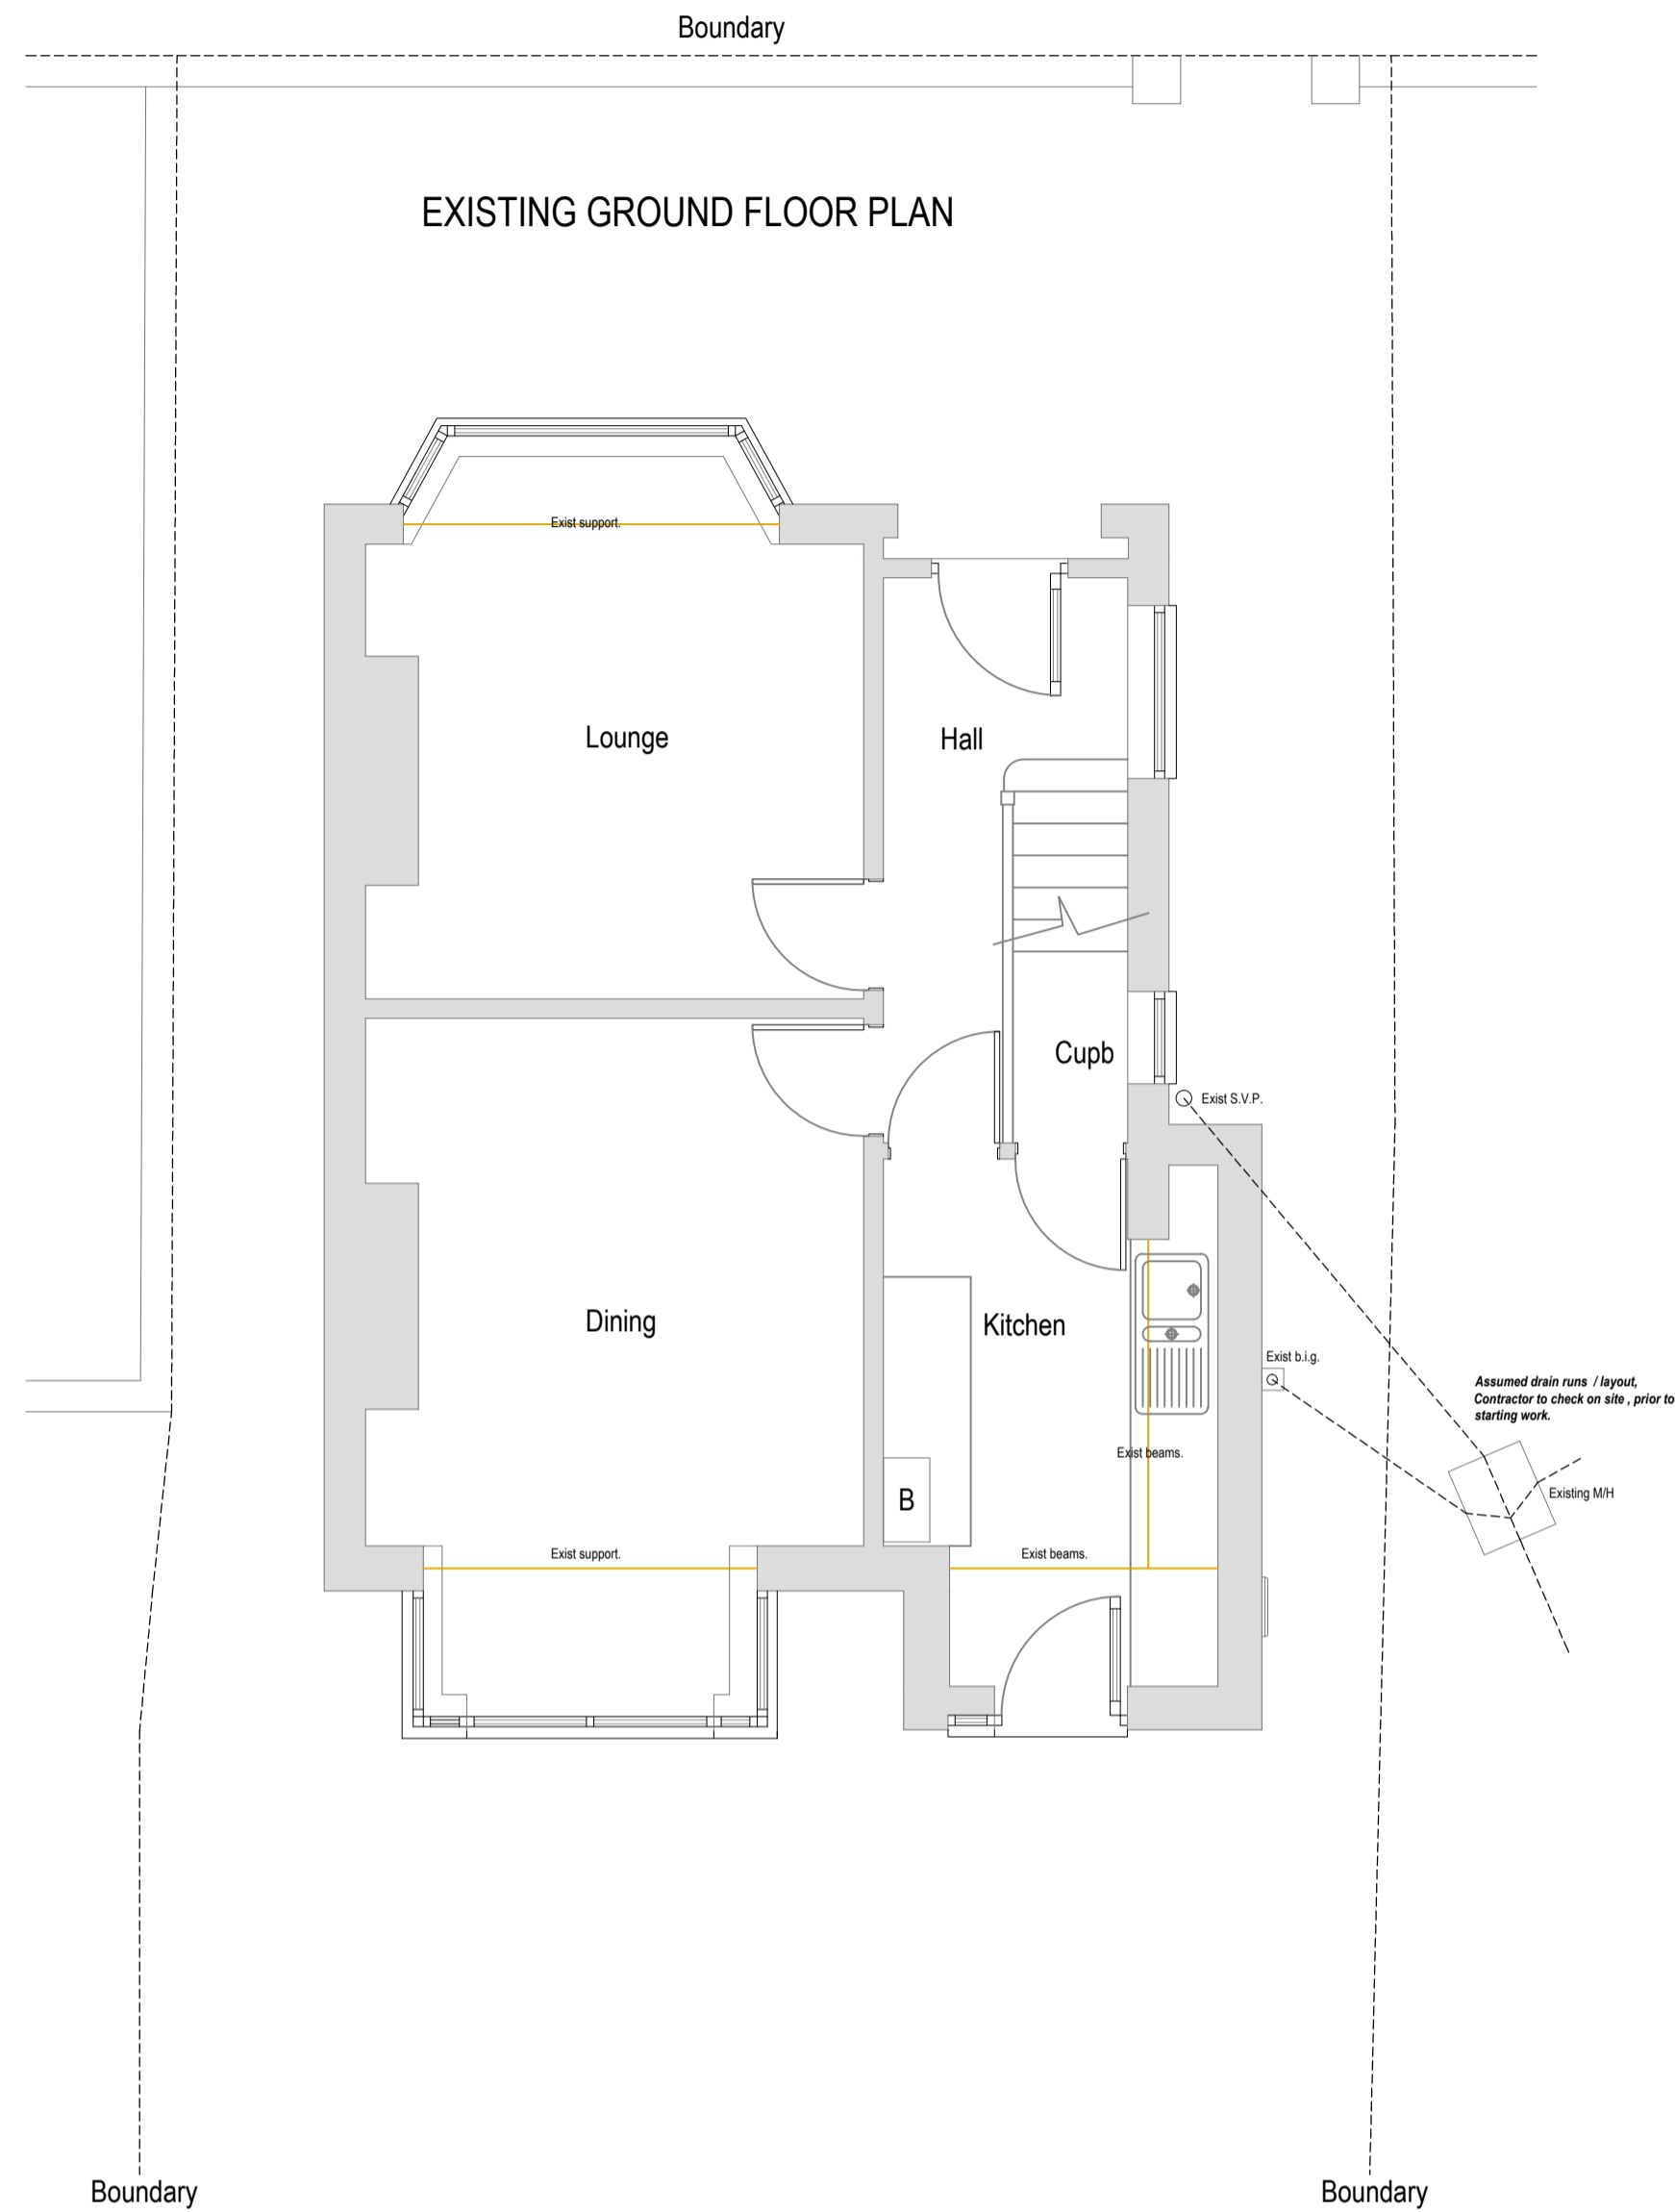 Boundary
EXISTING GROUND FLOOR PLAN
Exist support.
Lounge
Hall
Cupb
Exist S.V.P.
Dining
Kitchen
Exist b.i.g.
Assumed drain runs / layout,
Contractor to check on site , prior to
starting work.
Exist beams.
B
Existing M/H
Exist support.
Exist beams.
Boundary
Boundary